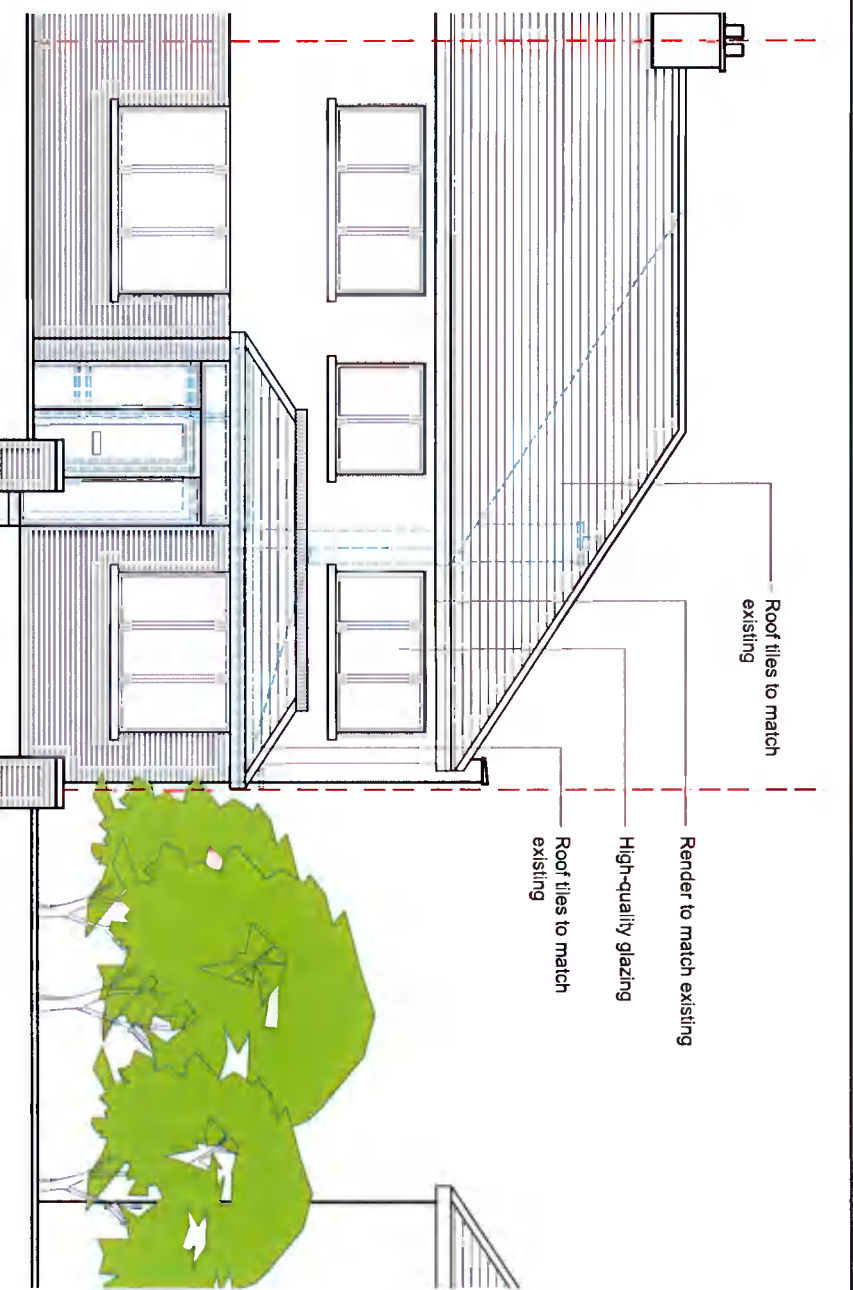 Roof tiles to match
existing
Render to match existing
High-quality glazing
Roof tiles to match
existing